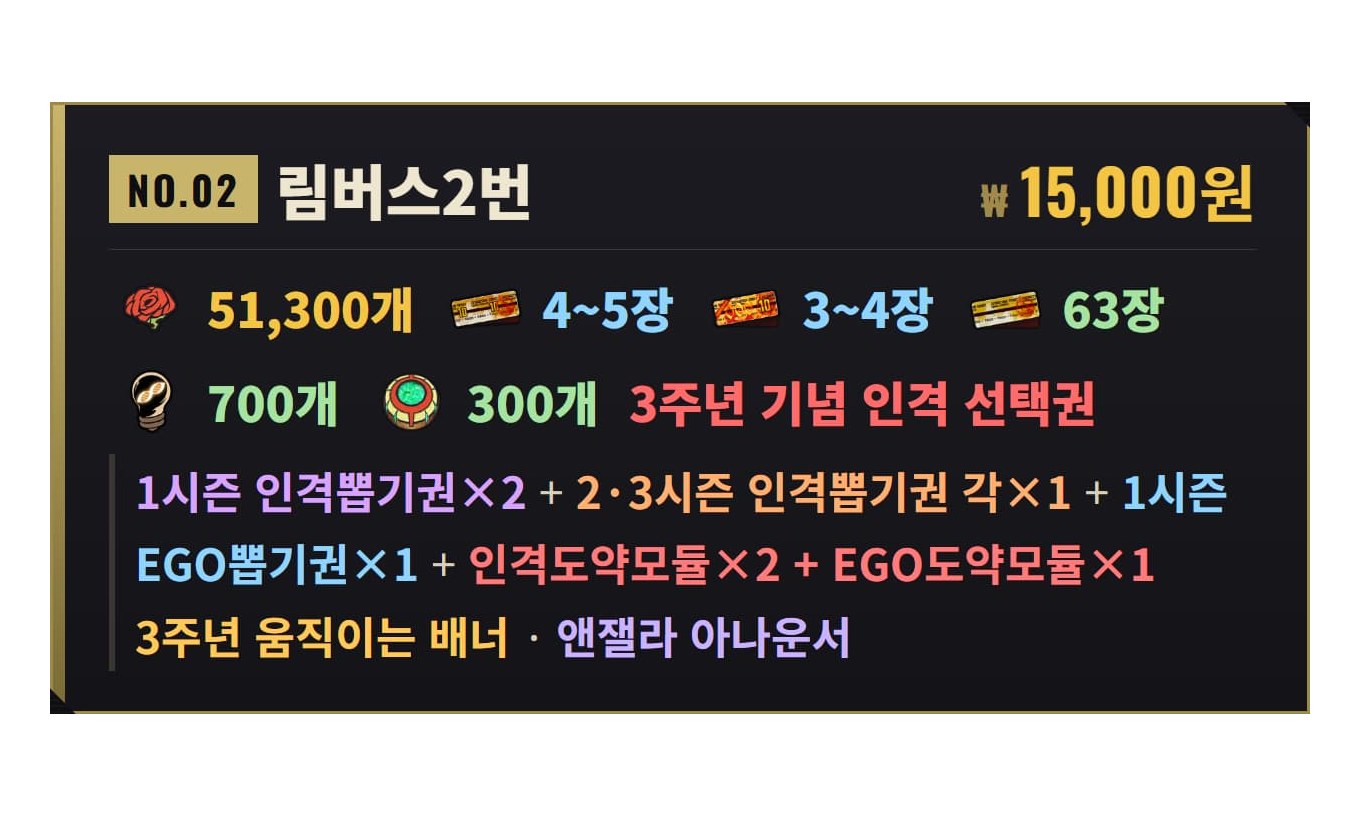 NO.02 림버스2번 ₩ 15,000원
51,300개 4~5장 3~4장 63장
700개 300개 3주년 기념 인격 선택권
1시즌 인격뽑기권×2 + 2·3시즌 인격뽑기권 각×1 + 1시즌
EGO뽑기권×1 + 인격도약모듈×2 + EGO도약모듈×1
3주년 움직이는 배너 · 앤젤라 아나운서